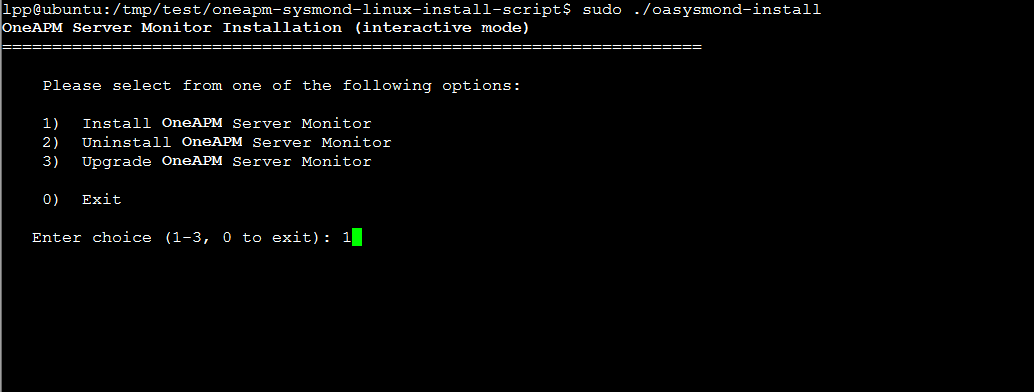 lpp@ubuntu:/tmp/test/oneapm-sysmond-linux-install-script$ sudo ./oasysmond-install
OneAPM Server Monitor Installation (interactive mode)
======================================================================
Please select from one of the following options:
1) Install OneAPM Server Monitor
2) Uninstall OneAPM Server Monitor
3) Upgrade OneAPM Server Monitor
0) Exit
Enter choice (1-3, 0 to exit): 1